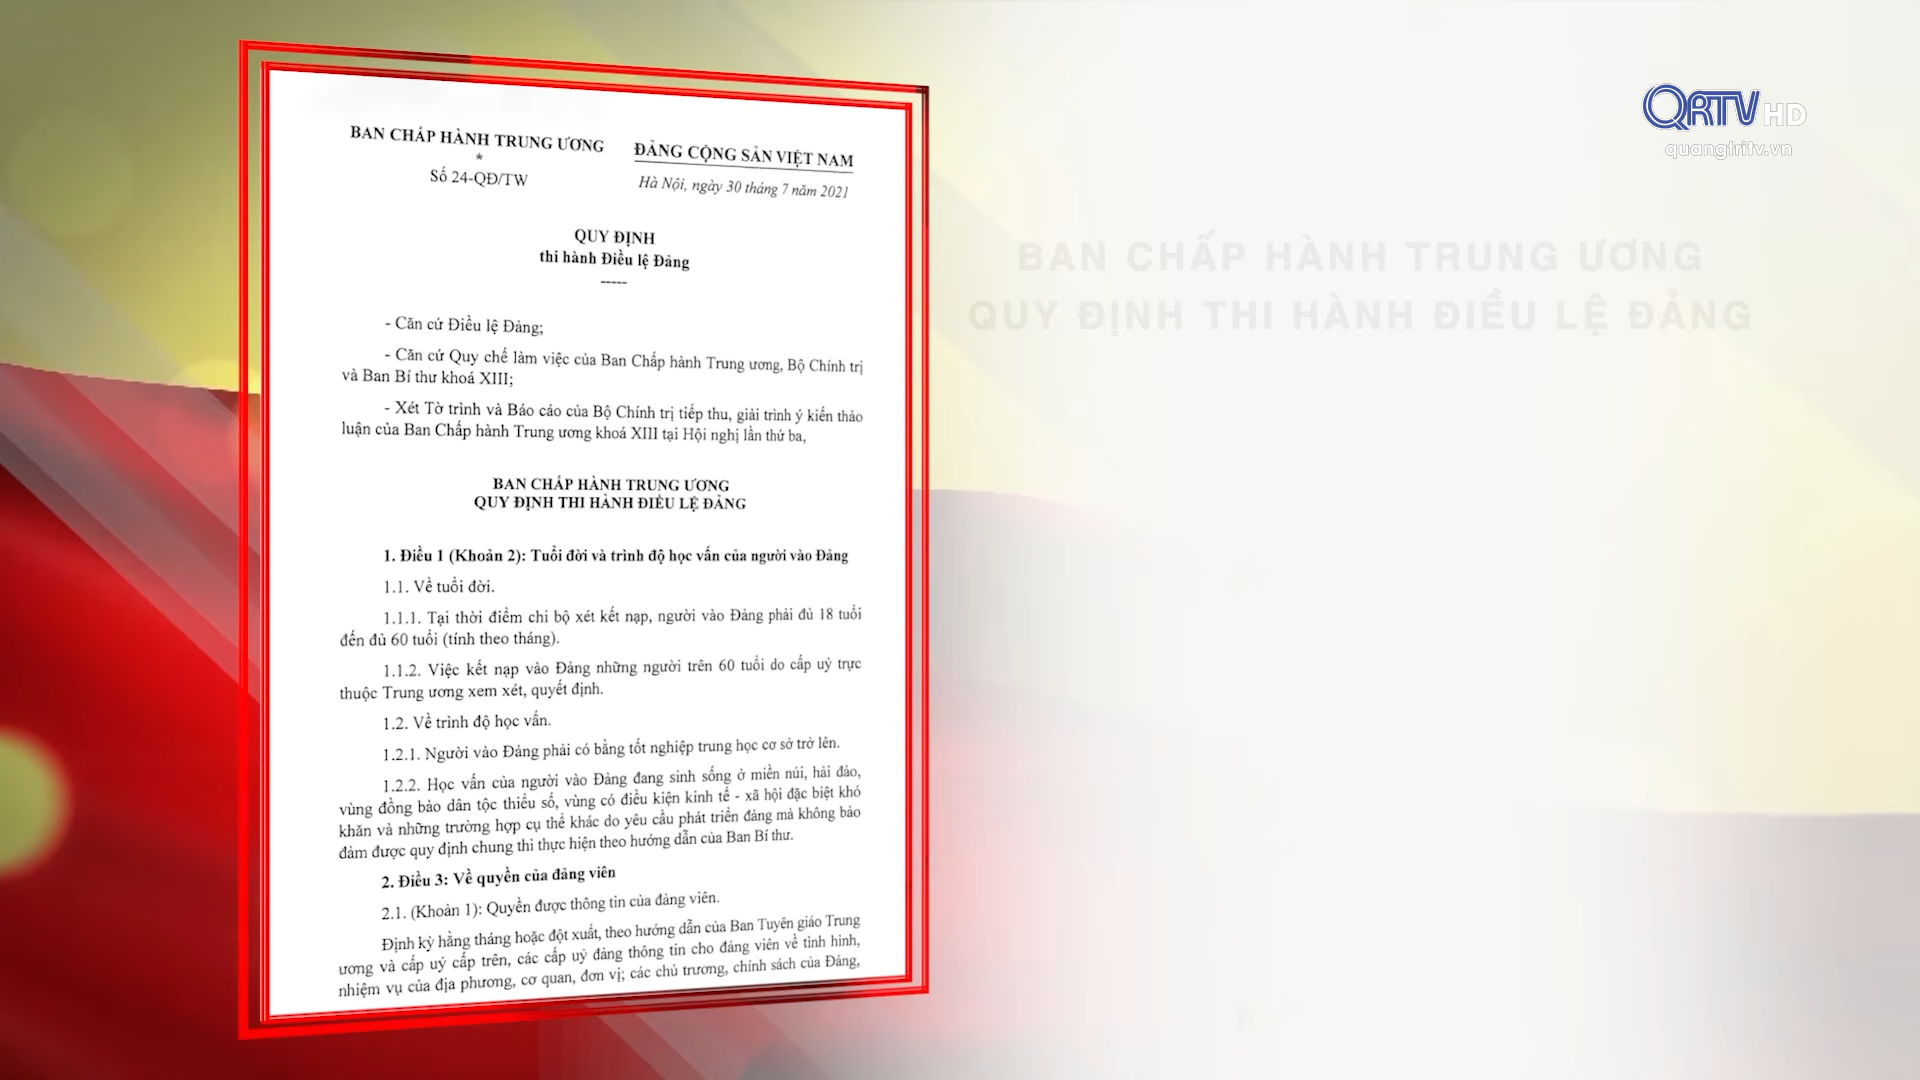 BAN CHẤP HÀNH TRUNG ƯƠNG
*
Số 24-QĐ/TW
ĐẢNG CỘNG SẢN VIỆT NAM
Hà Nội, ngày 30 tháng 7 năm 2021
QUY ĐỊNH
thi hành Điều lệ Đảng
-----
- Căn cứ Điều lệ Đảng;
- Căn cứ Quy chế làm việc của Ban Chấp hành Trung ương, Bộ Chính trị
và Ban Bí thư khoá XIII;
- Xét Tờ trình và Báo cáo của Bộ Chính trị tiếp thu, giải trình ý kiến thảo
luận của Ban Chấp hành Trung ương khoá XIII tại Hội nghị lần thứ ba,
BAN CHẤP HÀNH TRUNG ƯƠNG
QUY ĐỊNH THI HÀNH ĐIỀU LỆ ĐẢNG
1. Điều 1 (Khoản 2): Tuổi đời và trình độ học vấn của người vào Đảng
1.1. Về tuổi đời.
1.1.1. Tại thời điểm chi bộ xét kết nạp, người vào Đảng phải đủ 18 tuổi
đến đủ 60 tuổi (tính theo tháng).
1.1.2. Việc kết nạp vào Đảng những người trên 60 tuổi do cấp uỷ trực
thuộc Trung ương xem xét, quyết định.
1.2. Về trình độ học vấn.
1.2.1. Người vào Đảng phải có bằng tốt nghiệp trung học cơ sở trở lên.
1.2.2. Học vấn của người vào Đảng đang sinh sống ở miền núi, hải đảo,
vùng đồng bào dân tộc thiểu số, vùng có điều kiện kinh tế - xã hội đặc biệt khó
khăn và những trường hợp cụ thể khác do yêu cầu phát triển đảng mà không bảo
đảm được quy định chung thì thực hiện theo hướng dẫn của Ban Bí thư.
2. Điều 3: Về quyền của đảng viên
2.1. (Khoản 1): Quyền được thông tin của đảng viên.
Định kỳ hằng tháng hoặc đột xuất, theo hướng dẫn của Ban Tuyên giáo Trung
ương và cấp uỷ cấp trên, các cấp uỷ đảng thông tin cho đảng viên về tình hình,
nhiệm vụ của địa phương, cơ quan, đơn vị; các chủ trương, chính sách của Đảng,
QRTV HD
quangtritv.vn
BAN CHẤP HÀNH TRUNG ƯƠNG
QUY ĐỊNH THI HÀNH ĐIỀU LỆ ĐẢNG